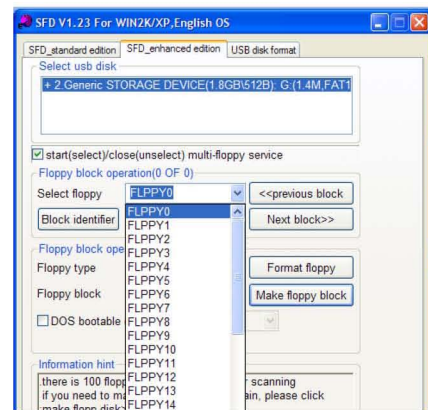 SFD V1.23 For WIN2K/XP,English OS
SFD_standard edition SFD_enhanced edition USB disk format
Select usb disk
+ 2.Generic STORAGE DEVICE(1.8GB\512B): G:(1.4M,FAT1
start(select)/close(unselect) multi-floppy service
Floppy block operation(0 OF 0)
Select floppy FLPPY0 <<previous block
Block identifier FLPPY0 Next block>>
FLPPY1
FLPPY2
Floppy block ope FLPPY3
Floppy type FLPPY4 Format floppy
FLPPY5
Floppy block FLPPY6 Make floppy block
FLPPY7
DOS bootable FLPPY8
FLPPY9
FLPPY10
Information hint FLPPY11
there is 100 flopp FLPPY12 r scanning
if you need to ma FLPPY13 ain, please click
make flopp disk> FLPPY14